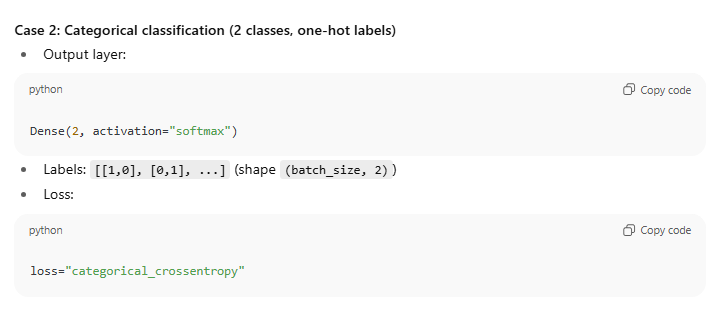 Case 2: Categorical classification (2 classes, one-hot labels)
• Output layer:
python
Copy code
Dense(2, activation="softmax")
• Labels: [[1,0], [0,1], ...] (shape (batch_size, 2))
• Loss:
python
Copy code
loss="categorical_crossentropy"